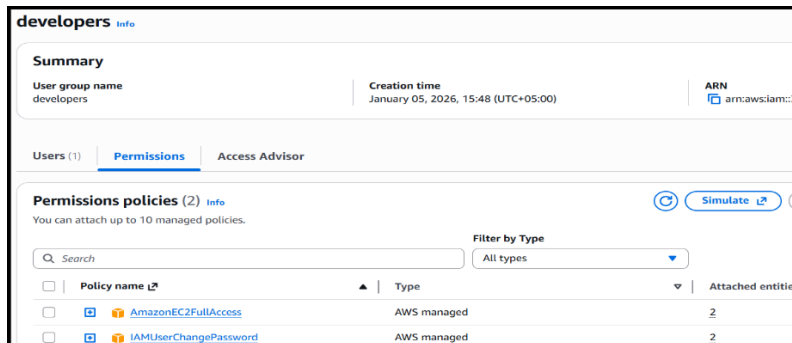 developers Info
Summary
User group name
developers
Creation time
January 05, 2026, 15:48 (UTC+05:00)
ARN
arn:aws:iam::
Users (1) Permissions Access Advisor
Permissions policies (2) Info
You can attach up to 10 managed policies.
Simulate
Filter by Type
Search
All types
Policy name Type Attached
AmazonEC2FullAccess AWS managed 2
IAMUserChangePassword AWS managed 2